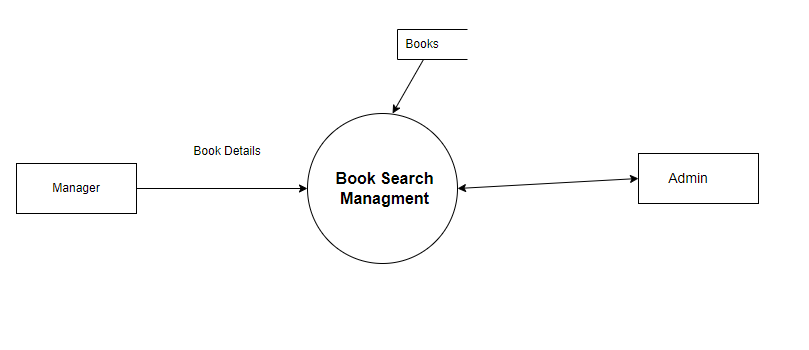 Books
Book Details
Manager
Book Search
Managment
Admin